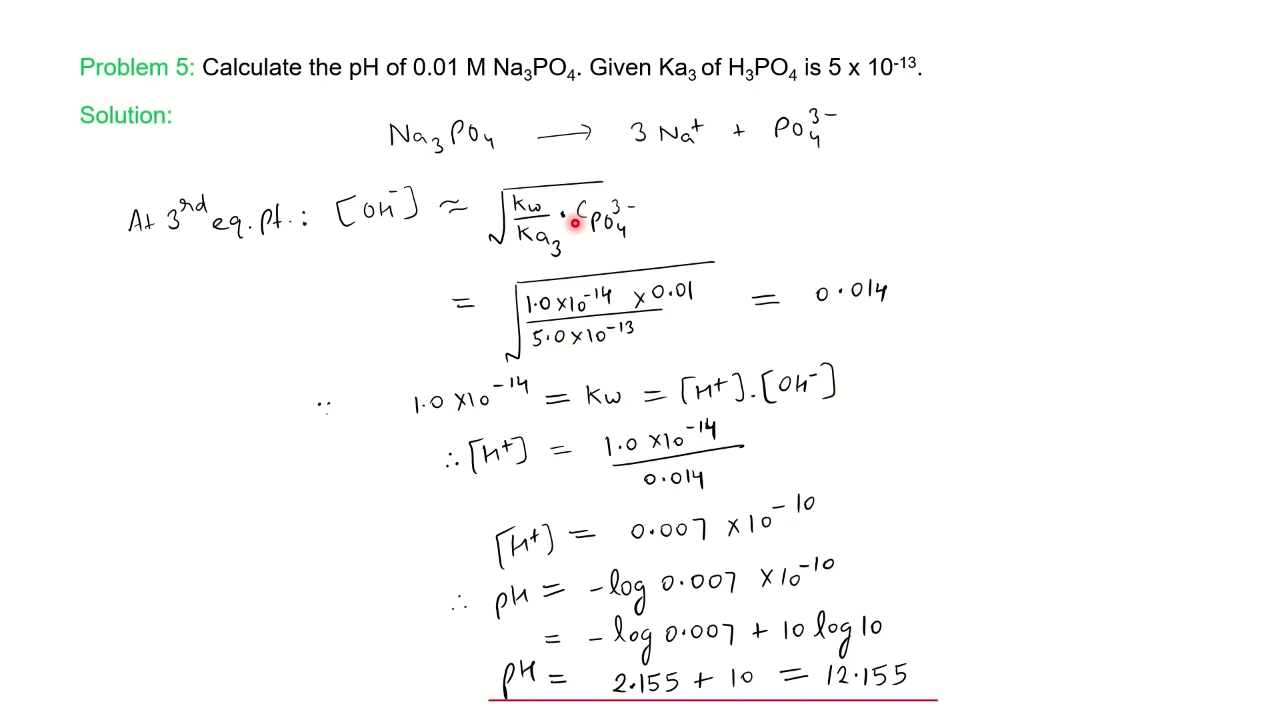 Problem 5: Calculate the pH of 0.01 M Na₃PO₄. Given Ka₃ of H₃PO₄ is 5 x 10⁻¹³.
Solution:
Na₃PO₄ ⟶ 3 Na⁺ + PO₄³⁻
At 3ʳᵈ eq. pt. : [OH⁻] ≈ √(Kw/Ka₃ · C PO₄³⁻)
= √(1.0 × 10⁻¹⁴ × 0.01 / 5.0 × 10⁻¹³) = 0.014
∵ 1.0 × 10⁻¹⁴ = Kw = [H⁺].[OH⁻]
∴ [H⁺] = 1.0 × 10⁻¹⁴ / 0.014
[H⁺] = 0.007 × 10⁻¹⁰
∴ pH = -log 0.007 × 10⁻¹⁰
= - log 0.007 + 10 log 10
pH = 2.155 + 10 = 12.155